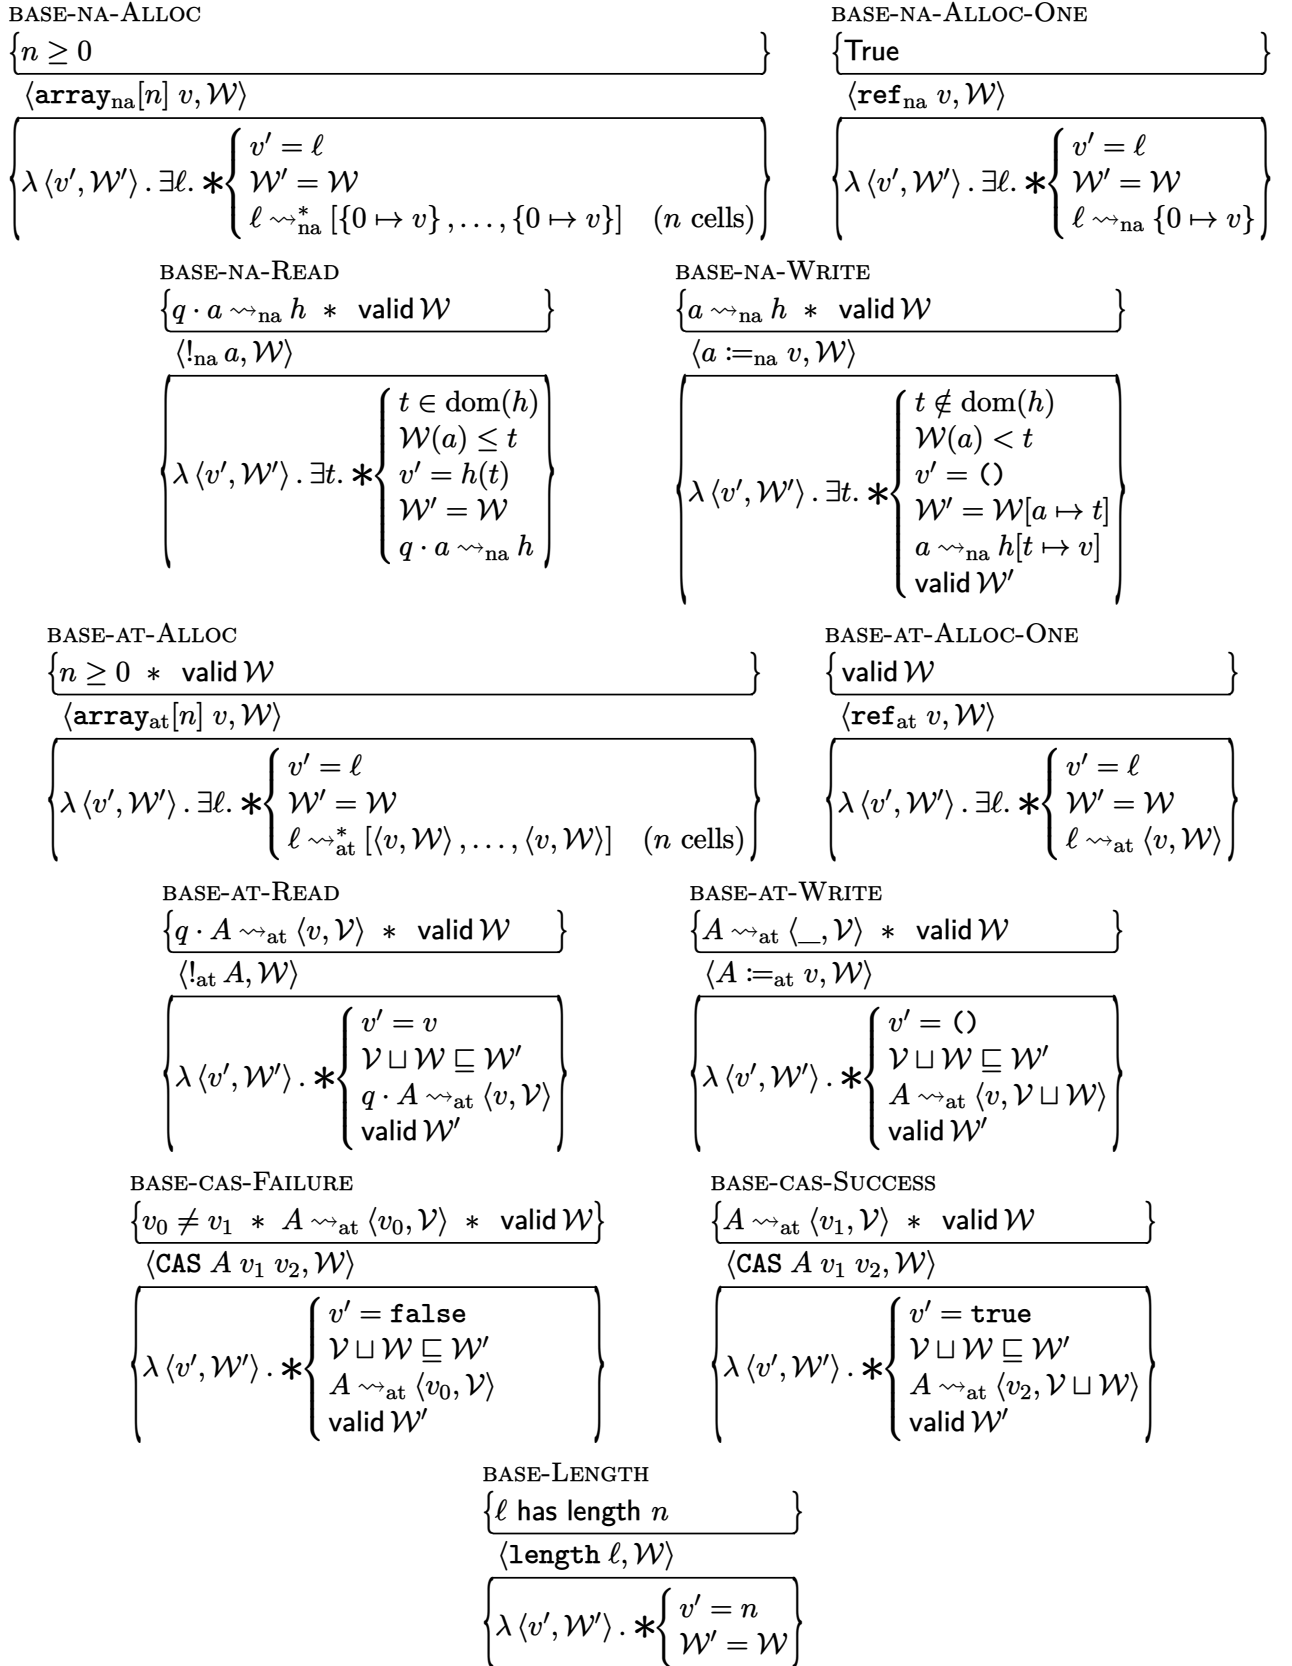 BASE-NA-ALLOC
{n ≥ 0}
⟨array_na[n] v, 𝒲⟩
{λ ⟨v′, 𝒲′⟩ . ∃ℓ. ∗ { v′ = ℓ
𝒲′ = 𝒲
ℓ ⇝*_na [{0 ↦ v} , . . . , {0 ↦ v}] (n cells) }
BASE-NA-ALLOC-ONE
{True}
⟨ref_na v, 𝒲⟩
{λ ⟨v′, 𝒲′⟩ . ∃ℓ. ∗ { v′ = ℓ
𝒲′ = 𝒲
ℓ ⇝_na {0 ↦ v} }
BASE-NA-READ
{q · a ⇝_na h ∗ valid 𝒲}
⟨!_na a, 𝒲⟩
{λ ⟨v′, 𝒲′⟩ . ∃t. ∗ { t ∈ dom(h)
𝒲(a) ≤ t
v′ = h(t)
𝒲′ = 𝒲
q · a ⇝_na h }
BASE-NA-WRITE
{a ⇝_na h ∗ valid 𝒲}
⟨a :=_na v, 𝒲⟩
{λ ⟨v′, 𝒲′⟩ . ∃t. ∗ { t ∉ dom(h)
𝒲(a) < t
v′ = ()
𝒲′ = 𝒲[a ↦ t]
a ⇝_na h[t ↦ v]
valid 𝒲′ }
BASE-AT-ALLOC
{n ≥ 0 ∗ valid 𝒲}
⟨array_at[n] v, 𝒲⟩
{λ ⟨v′, 𝒲′⟩ . ∃ℓ. ∗ { v′ = ℓ
𝒲′ = 𝒲
ℓ ⇝*_at [⟨v, 𝒲⟩ , . . . , ⟨v, 𝒲⟩] (n cells) }
BASE-AT-ALLOC-ONE
{valid 𝒲}
⟨ref_at v, 𝒲⟩
{λ ⟨v′, 𝒲′⟩ . ∃ℓ. ∗ { v′ = ℓ
𝒲′ = 𝒲
ℓ ⇝_at ⟨v, 𝒲⟩ }
BASE-AT-READ
{q · A ⇝_at ⟨v, 𝒱⟩ ∗ valid 𝒲}
⟨!_at A, 𝒲⟩
{λ ⟨v′, 𝒲′⟩ . ∗ { v′ = v
𝒱 ⊔ 𝒲 ⊑ 𝒲′
q · A ⇝_at ⟨v, 𝒱⟩
valid 𝒲′ }
BASE-AT-WRITE
{A ⇝_at ⟨_, 𝒱⟩ ∗ valid 𝒲}
⟨A :=_at v, 𝒲⟩
{λ ⟨v′, 𝒲′⟩ . ∗ { v′ = ()
𝒱 ⊔ 𝒲 ⊑ 𝒲′
A ⇝_at ⟨v, 𝒱 ⊔ 𝒲⟩
valid 𝒲′ }
BASE-CAS-FAILURE
{v₀ ≠ v₁ ∗ A ⇝_at ⟨v₀, 𝒱⟩ ∗ valid 𝒲}
⟨CAS A v₁ v₂, 𝒲⟩
{λ ⟨v′, 𝒲′⟩ . ∗ { v′ = false
𝒱 ⊔ 𝒲 ⊑ 𝒲′
A ⇝_at ⟨v₀, 𝒱⟩
valid 𝒲′ }
BASE-CAS-SUCCESS
{A ⇝_at ⟨v₁, 𝒱⟩ ∗ valid 𝒲}
⟨CAS A v₁ v₂, 𝒲⟩
{λ ⟨v′, 𝒲′⟩ . ∗ { v′ = true
𝒱 ⊔ 𝒲 ⊑ 𝒲′
A ⇝_at ⟨v₂, 𝒱 ⊔ 𝒲⟩
valid 𝒲′ }
BASE-LENGTH
{ℓ has length n}
⟨length ℓ, 𝒲⟩
{λ ⟨v′, 𝒲′⟩ . ∗ { v′ = n
𝒲′ = 𝒲 }